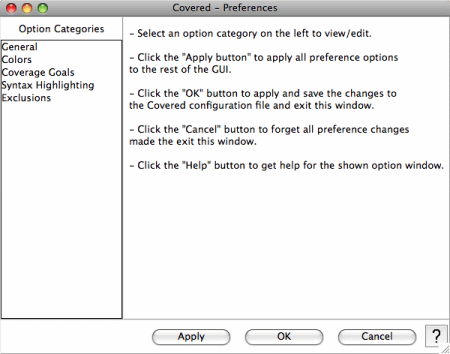 Covered - Preferences
Option Categories
General
Colors
Coverage Goals
Syntax Highlighting
Exclusions
- Select an option category on the left to view/edit.
- Click the "Apply button" to apply all preference options
to the rest of the GUI.
- Click the "OK" button to apply and save the changes to
the Covered configuration file and exit this window.
- Click the "Cancel" button to forget all preference changes
made the exit this window.
- Click the "Help" button to get help for the shown option window.
Apply
OK
Cancel
?